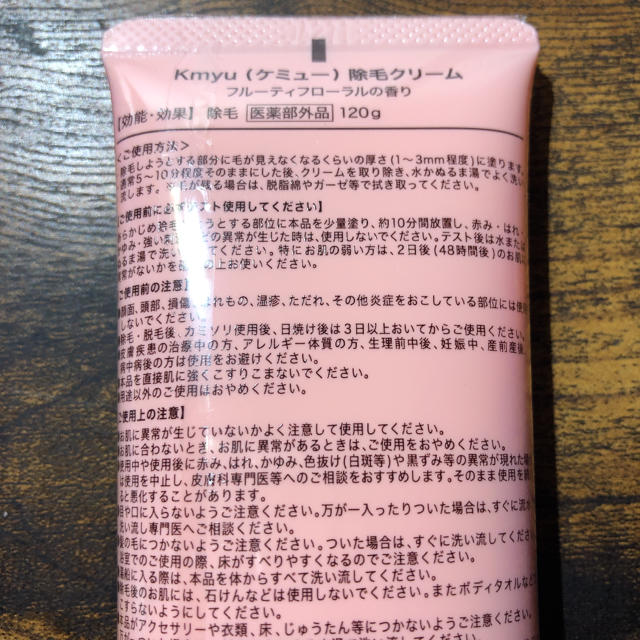 Kmyu（ケミュー）除毛クリーム
フルーティフローラルの香り
【効能・効果】除毛 医薬部外品 120g
ご使用方法＞
除毛しようとする部分に毛が見えなくなるくらいの厚さ(1〜3mm程度)に塗ります。
通常5〜10分程度そのままにした後、クリームを取り除き、水かぬるま湯でよく洗い
流します。※毛が残る場合は、脱脂綿やガーゼ等で拭き取ってください。
ご使用前に必ずテスト使用してください】
らかじめ除毛しようとする部位に本品を少量塗り、約10分間放置し、赤み・はれ・
ゆみ・強い刺激などの異常が生じた時は、使用しないでください。テスト後は水また
ぬるま湯で洗い流してください。特にお肌の弱い方は、2日後(48時間後)のお肌
常がないかを の上お使いください。
ご使用前の注意】
顔面、頭部、損傷、はれもの、湿疹、ただれ、その他炎症をおこしている部位には使用
しないでください。
除毛・脱毛後、カミソリ使用後、日焼け後は3日以上おいてからご使用ください。
皮膚疾患の治療中の方、アレルギー体質の方、生理前中後、妊娠中、産前産後、
病中病後の方は使用をお避けください。
本品を直接肌に強くこすりこまないでください。
用途以外のご使用はおやめください。
ご使用上の注意】
お肌に異常が生じていないかよく注意して使用してください。
お肌に合わないとき、お肌に異常があるときは、ご使用をおやめください。
使用中や使用後に赤み、はれ、かゆみ、色抜け(白斑等)や黒ずみ等の異常が現れた場
は使用を中止し、皮膚科専門医等へのご相談をおすすめします。そのまま使用を続
ると悪化することがあります。
目や口に入らないようご注意ください。万が一入ったりついた場合は、すぐに流水
洗い流し専門医へご相談ください。
髪の毛につかないようご注意ください。ついた場合は、すぐに洗い流してください。
浴室でのご使用の際、床がすべりやすくなるのでご注意ください。
湯船に入る際は、本品を体からすべて洗い流してください。
除毛後のお肌には、石けんなどは使用しないでください。またボディタオルなど
こすらないようにしてください。
本品がアクセサリーや衣類、床、じゅうたん等につかないようご注意ください。